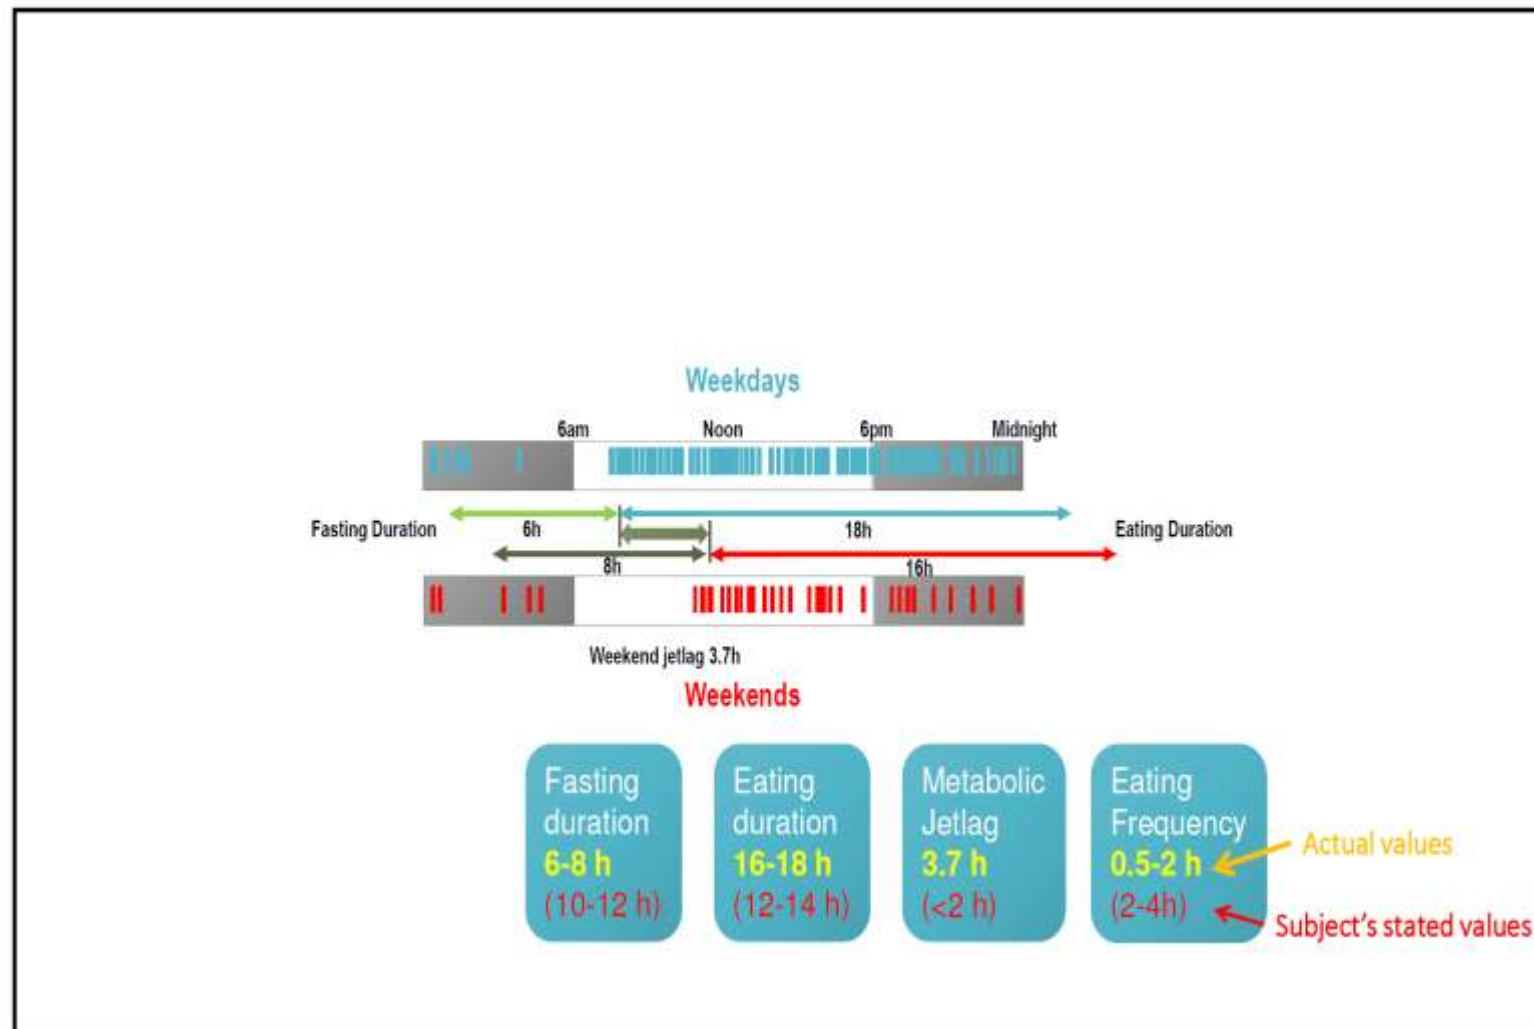 Weekdays
6am Noon 6pm Midnight
Fasting Duration 6h 18h Eating Duration
8h 16h
Weekend jetlag 3.7h
Weekends
Fasting
duration
6-8 h
(10-12 h)
Eating
duration
16-18 h
(12-14 h)
Metabolic
Jetlag
3.7 h
(<2 h)
Eating
Frequency
0.5-2 h
(2-4h)
Actual values
Subject's stated values